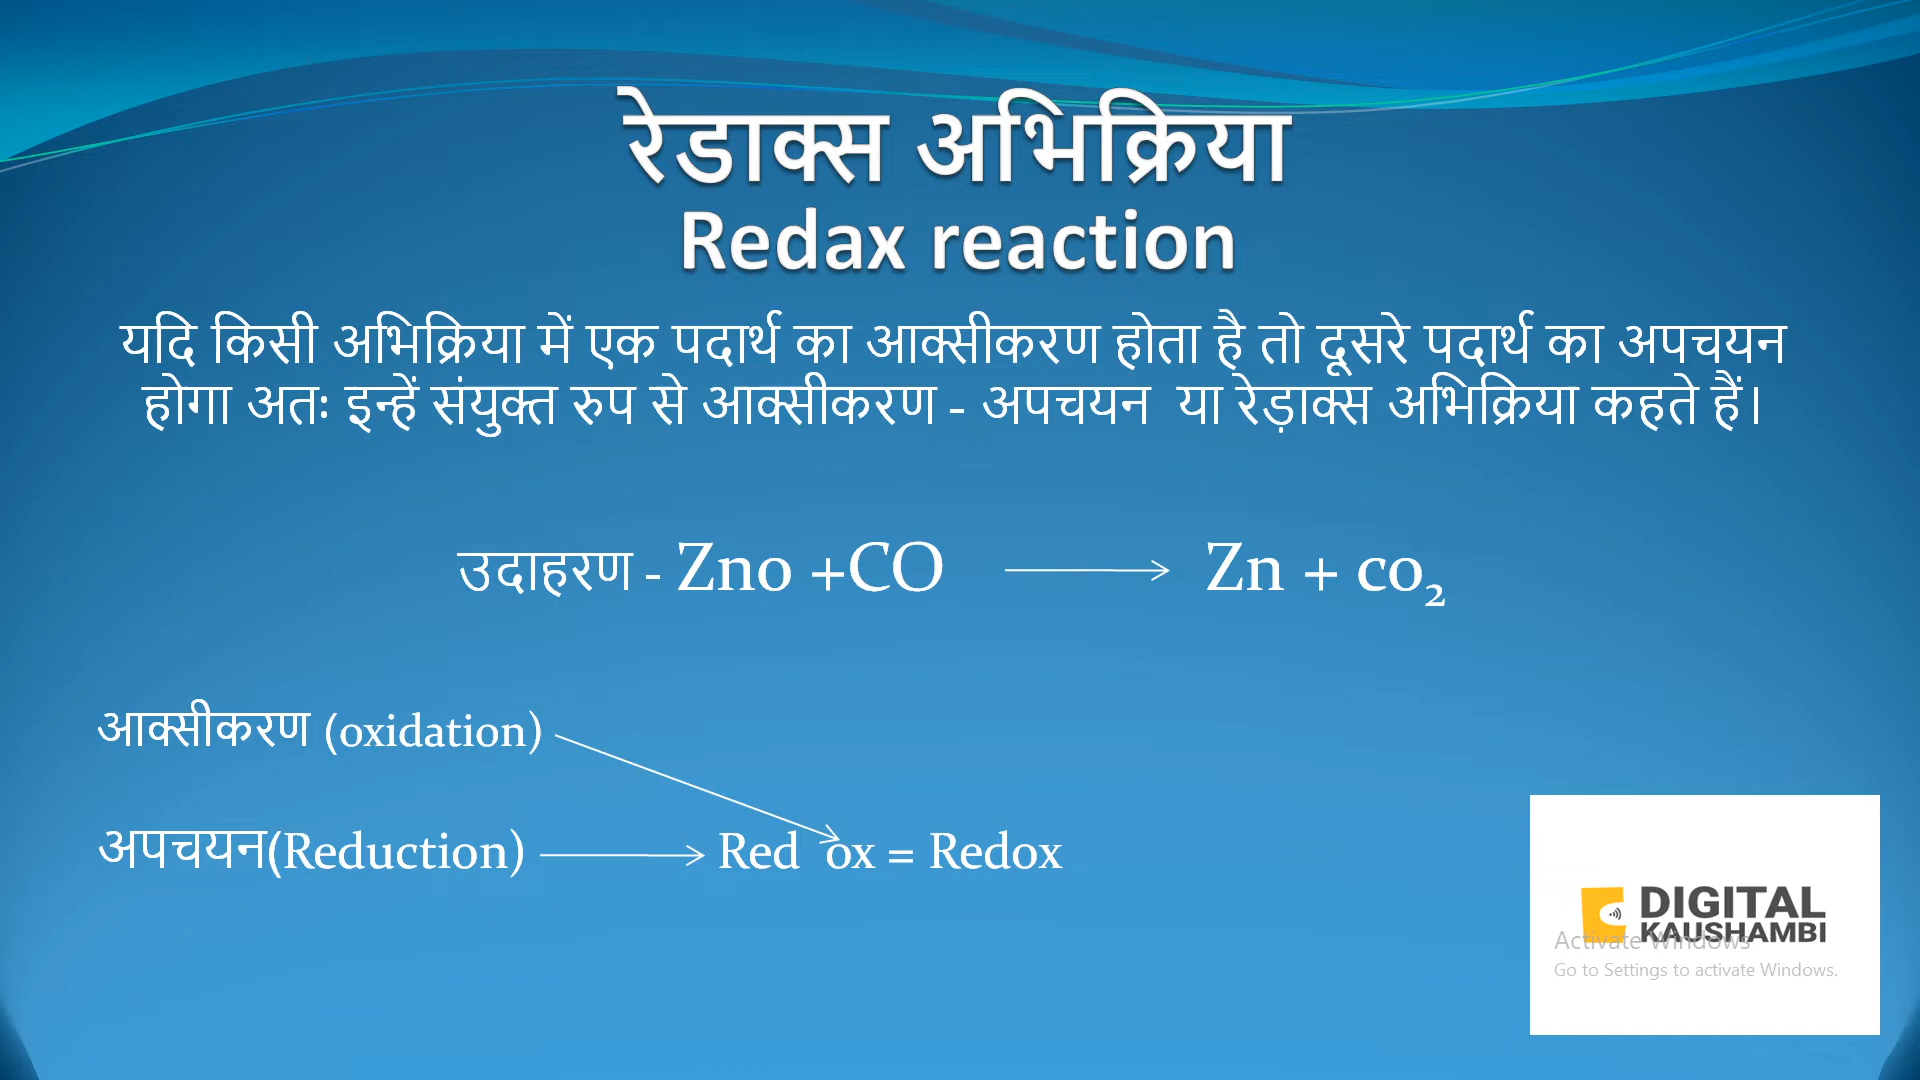 रेडाक्स अभिक्रिया
Redax reaction
यदि किसी अभिक्रिया में एक पदार्थ का आक्सीकरण होता है तो दूसरे पदार्थ का अपचयन
होगा अतः इन्हें संयुक्त रुप से आक्सीकरण - अपचयन या रेड़ाक्स अभिक्रिया कहते हैं।
उदाहरण - Zno +CO → Zn + co₂
आक्सीकरण (oxidation)
अपचयन(Reduction) → Red ox = Redox
DIGITAL
KAUSHAMBI
Activate Windows
Go to Settings to activate Windows.